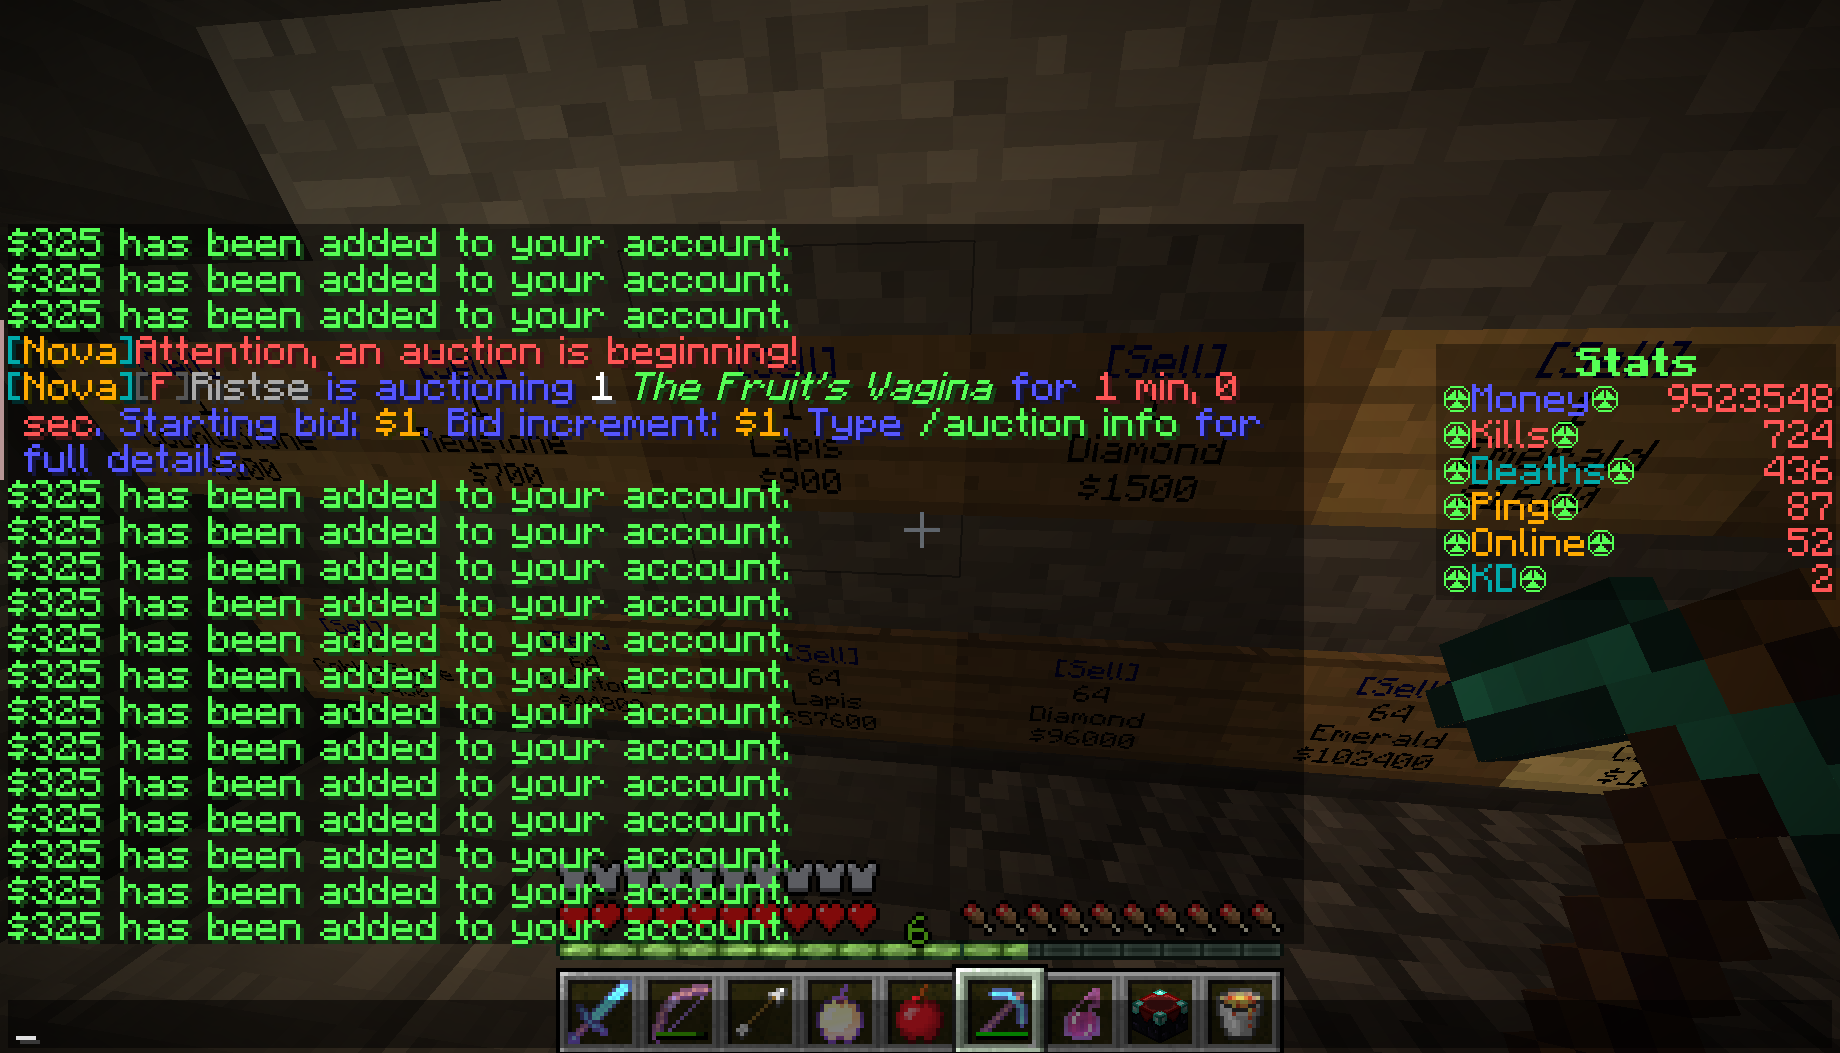 $325 has been added to your account.
$325 has been added to your account.
$325 has been added to your account.
[Nova]Attention, an auction is beginning!
[Nova][F]Ristse is auctioning 1 The Fruit's Vagina for 1 min, 0
sec. Starting bid: $1. Bid increment: $1. Type /auction info for
full details.
$325 has been added to your account.
$325 has been added to your account.
$325 has been added to your account.
$325 has been added to your account.
$325 has been added to your account.
$325 has been added to your account.
$325 has been added to your account.
$325 has been added to your account.
$325 has been added to your account.
$325 has been added to your account.
$325 has been added to your account.
$325 has been added to your account.
$325 has been added to your account.
Stats
Money 9523548
Kills 724
Deaths 436
Ping 87
Online 52
KD 2
$700
[Sell]
1
Lapis
$900
[Sell]
Diamond
$1500
[Sell]
Emerald
[Sell]
[Sell]
64
Lapis
$57600
[Sell]
64
Diamond
$96000
[Sell]
64
Emerald
$102400
6